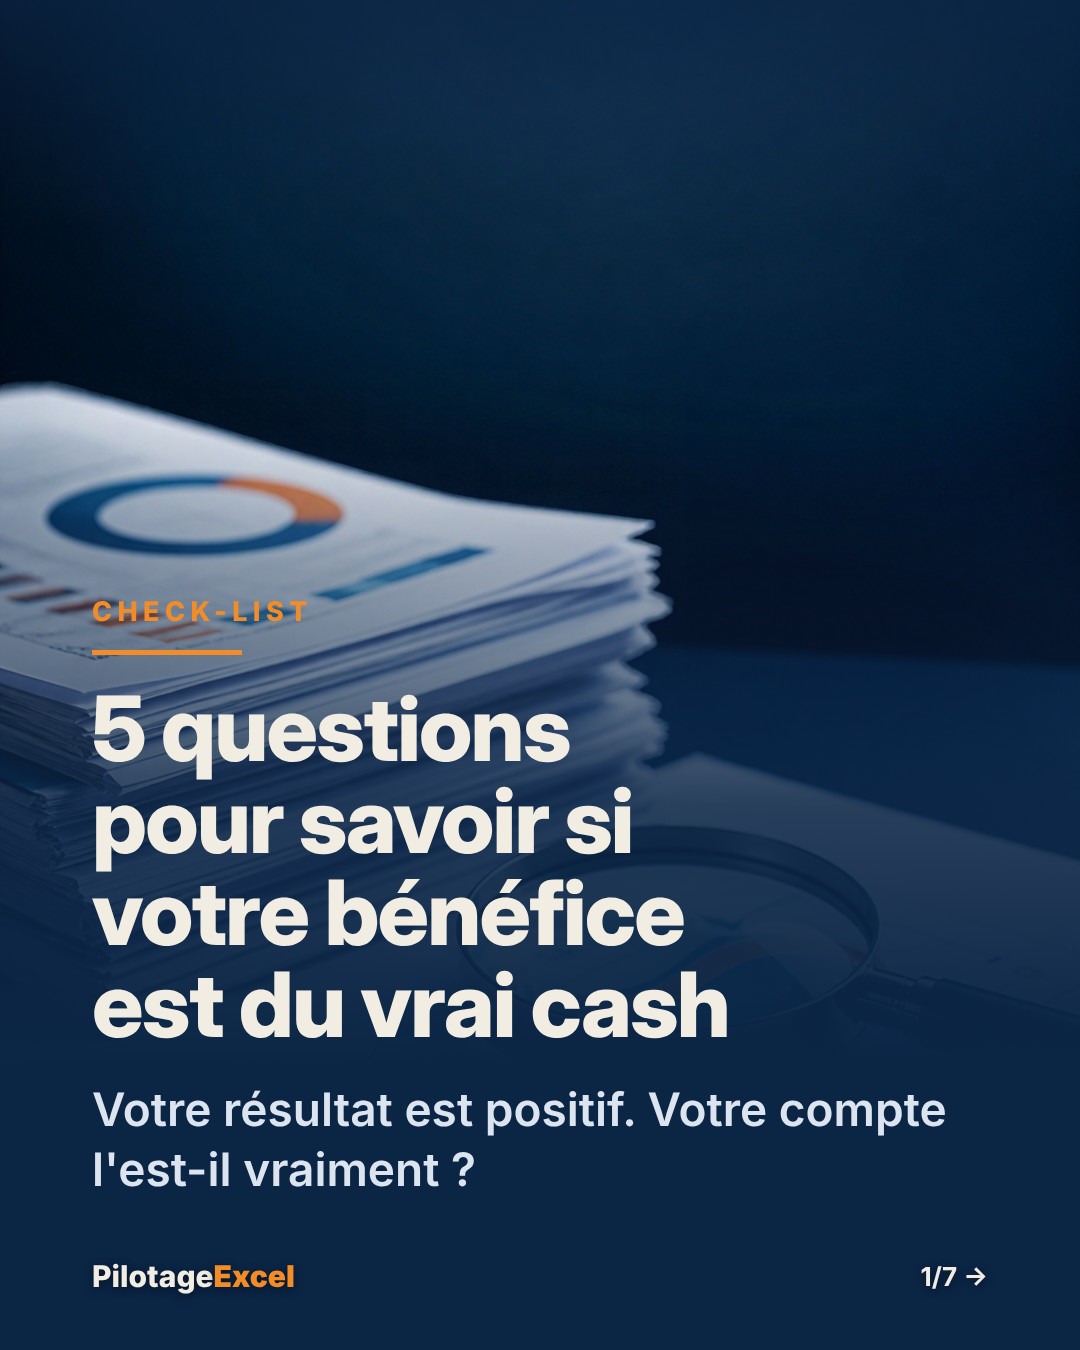 CHECK-LIST
5 questions
pour savoir si
votre bénéfice
est du vrai cash
Votre résultat est positif. Votre compte
l'est-il vraiment ?
PilotageExcel
1/7 →